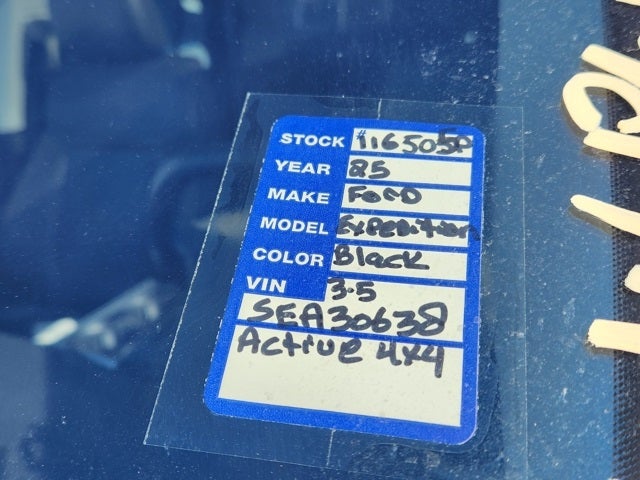 STOCK #116505P
YEAR 25
MAKE Ford
MODEL Expedition
COLOR Black
VIN 3.5
SEA30638
Active 4x4